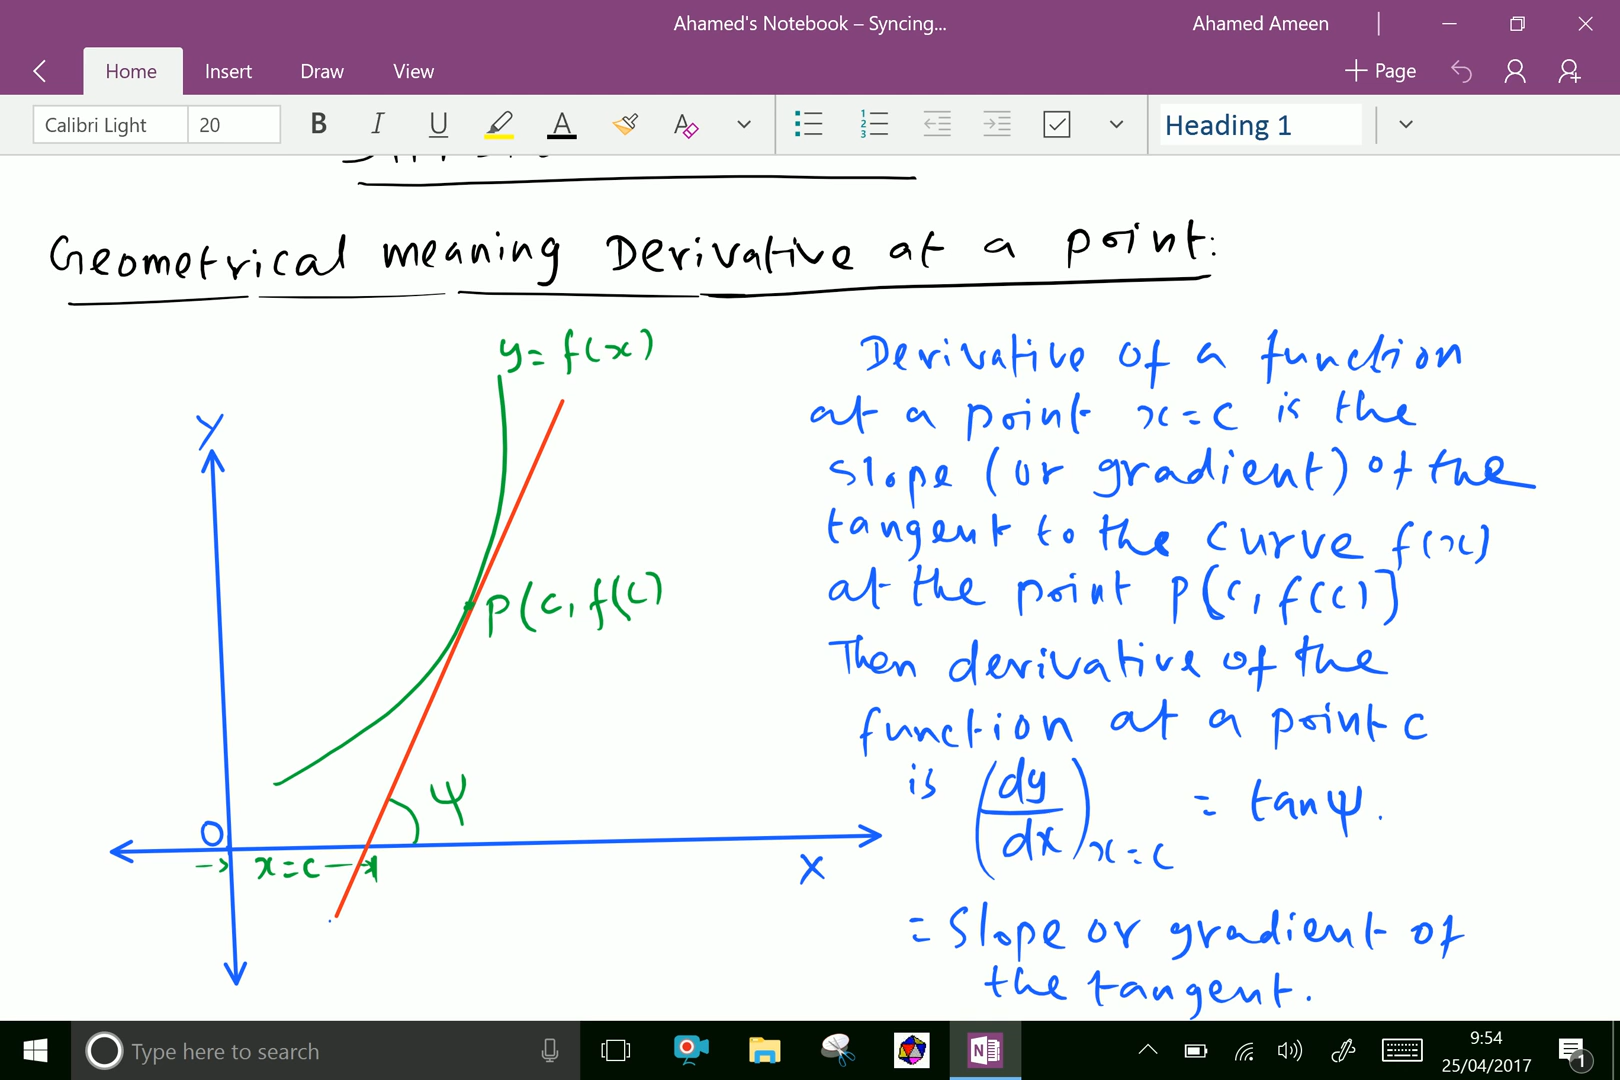 Ahamed's Notebook – Syncing...
Ahamed Ameen
Home Insert Draw View
Page
Calibri Light 20 B I U A A Heading 1
Geometrical meaning Derivative at a point:
y = f(x)
Y
P(c, f(c)
ψ
O
x = c
X
Derivative of a function
at a point x = c is the
slope (or gradient) of the
tangent to the curve f(x)
at the point P[c, f(c)]
Then derivative of the
function at a point c
is (dy/dx) x=c = tan ψ.
= Slope or gradient of
the tangent.
Type here to search
N
9:54
25/04/2017
1